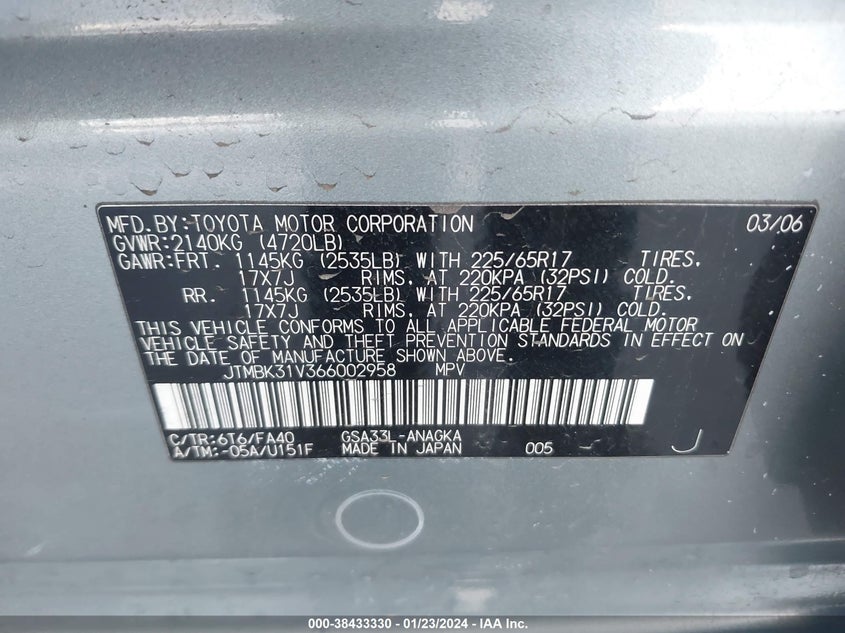 MFD.BY:TOYOTA MOTOR CORPORATION 03/06
GVWR:2140KG (4720LB)
GAWR:FRT. 1145KG (2535LB) WITH 225/65R17 TIRES,
17X7J RIMS, AT 220KPA (32PSI) COLD.
RR. 1145KG (2535LB) WITH 225/65R17 TIRES,
17X7J RIMS, AT 220KPA (32PSI) COLD.
THIS VEHICLE CONFORMS TO ALL APPLICABLE FEDERAL MOTOR
VEHICLE SAFETY AND THEFT PREVENTION STANDARDS IN EFFECT ON
THE DATE OF MANUFACTURE SHOWN ABOVE.
JTMBK31V366002958 MPV
C/TR:6T6/FA40 GSA33L-ANAGKA
A/TM:-05A/U151F MADE IN JAPAN 005 J
000-38433330 - 01/23/2024 - IAA Inc.